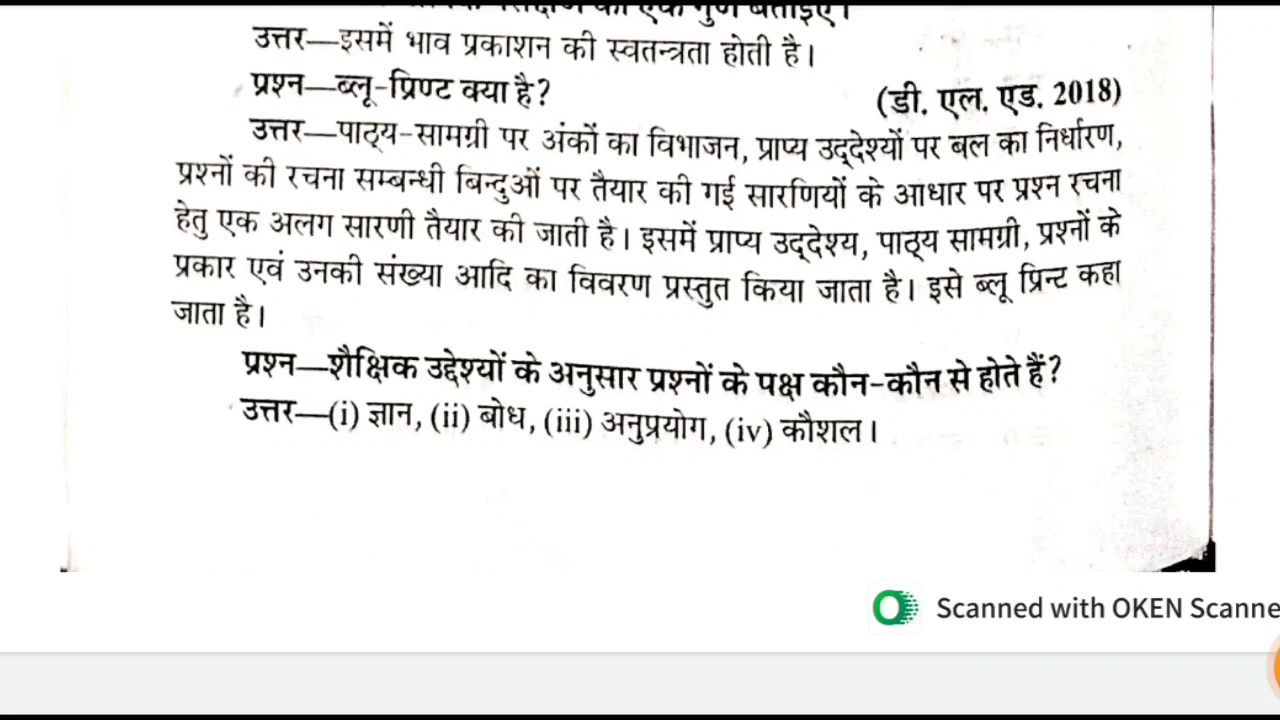 का एक गुण बताइए।
उत्तर—इसमें भाव प्रकाशन की स्वतन्त्रता होती है।
प्रश्न—ब्लू-प्रिण्ट क्या है? (डी. एल. एड. 2018)
उत्तर—पाठ्य-सामग्री पर अंकों का विभाजन, प्राप्य उद्देश्यों पर बल का निर्धारण,
प्रश्नों की रचना सम्बन्धी बिन्दुओं पर तैयार की गई सारणियों के आधार पर प्रश्न रचना
हेतु एक अलग सारणी तैयार की जाती है। इसमें प्राप्य उद्देश्य, पाठ्य सामग्री, प्रश्नों के
प्रकार एवं उनकी संख्या आदि का विवरण प्रस्तुत किया जाता है। इसे ब्लू प्रिन्ट कहा
जाता है।
प्रश्न—शैक्षिक उद्देश्यों के अनुसार प्रश्नों के पक्ष कौन-कौन से होते हैं?
उत्तर—(i) ज्ञान, (ii) बोध, (iii) अनुप्रयोग, (iv) कौशल।
Scanned with OKEN Scanne